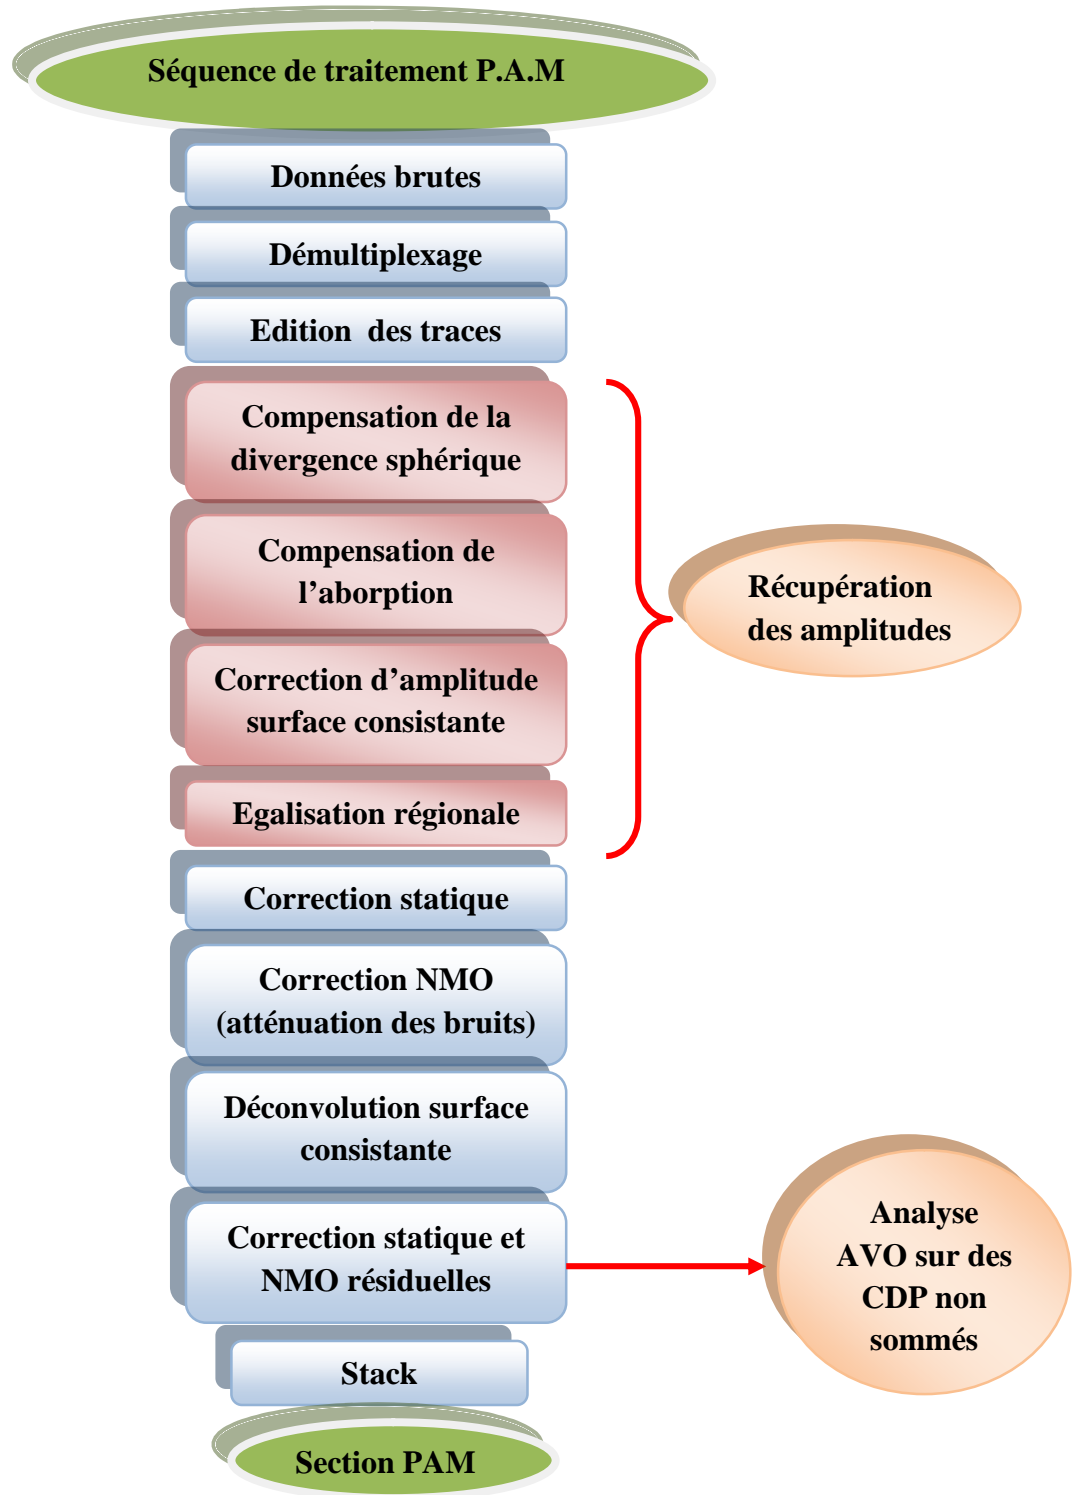 Séquence de traitement P.A.M
Données brutes
Démultiplexage
Edition des traces
Compensation de la
divergence sphérique
Compensation de
l’aborption
Correction d’amplitude
surface consistante
Egalisation régionale
Récupération
des amplitudes
Correction statique
Correction NMO
(atténuation des bruits)
Déconvolution surface
consistante
Correction statique et
NMO résiduelles
Analyse
AVO sur des
CDP non
sommés
Stack
Section PAM